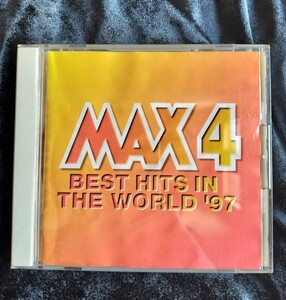 MAX 4
BEST HITS IN
THE WORLD '97